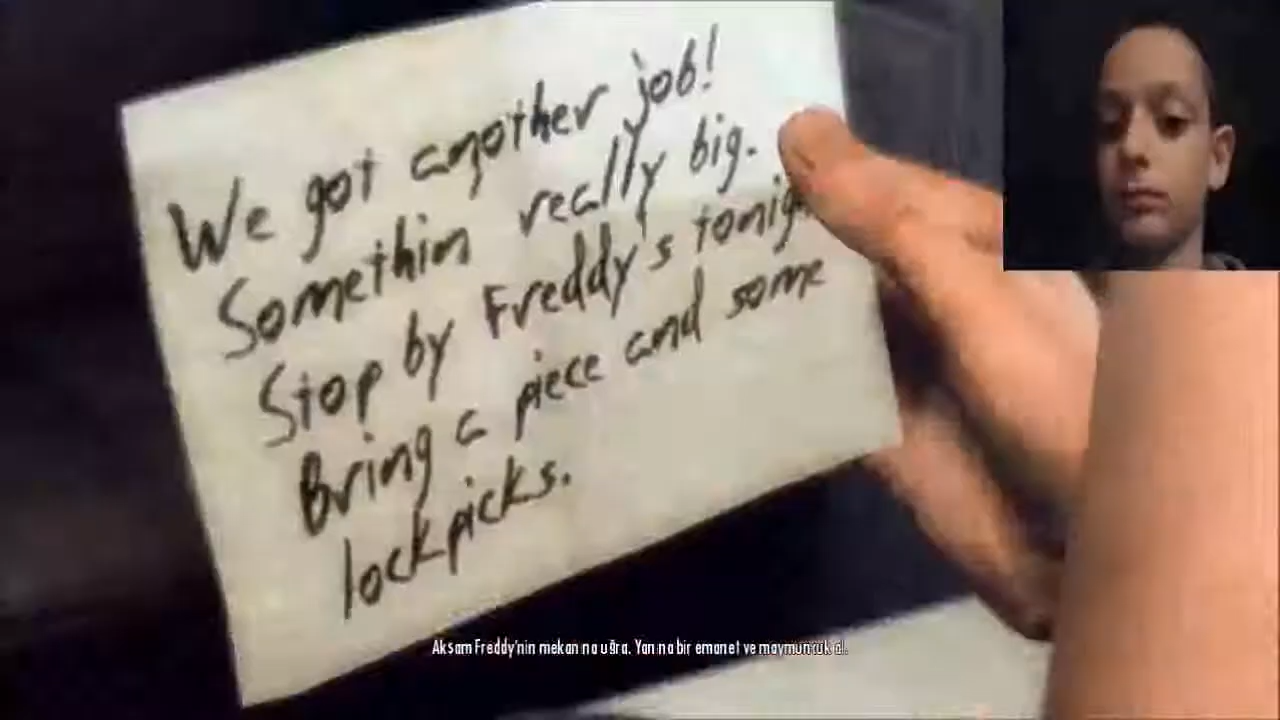 We got another job!
Somethin really big.
Stop by Freddy's
Bring a piece and some
lockpicks.
Akşam Freddy'nin mekanına uğra. Yanına bir emanet ve maymuncuk al.